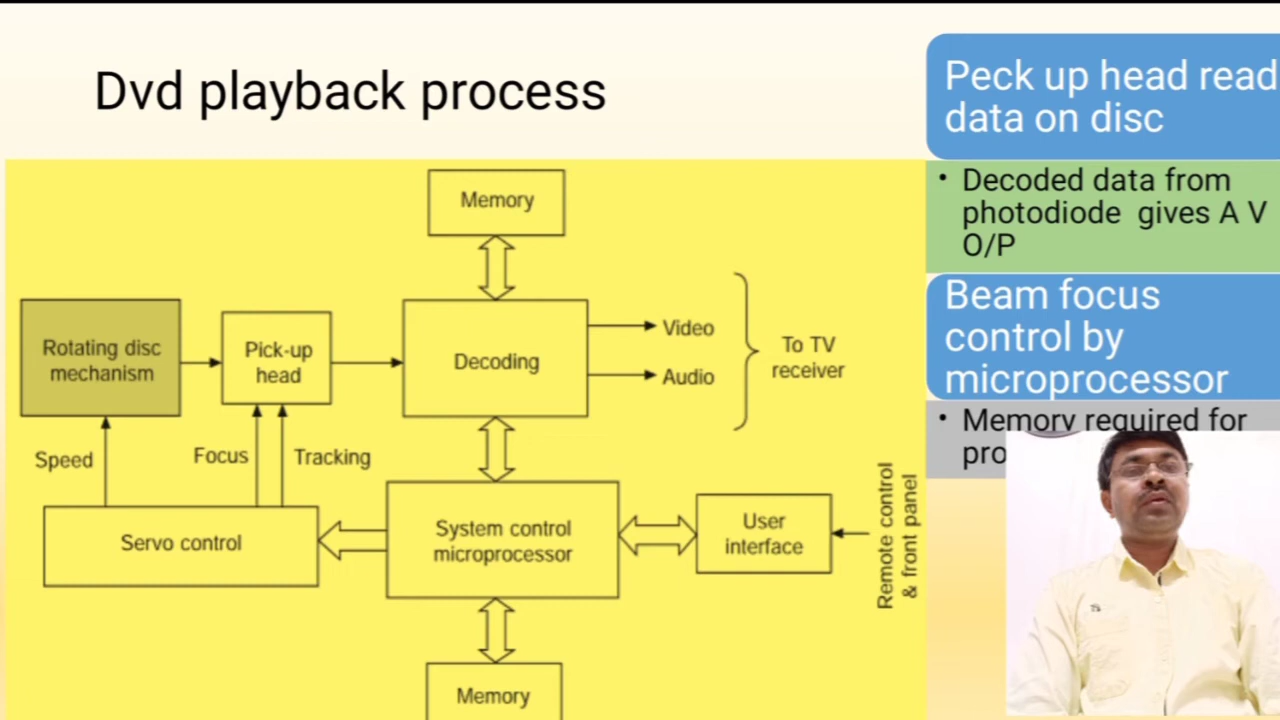 Dvd playback process
Peck up head read
data on disc
• Decoded data from
photodiode gives A V
O/P
Beam focus
control by
microprocessor
• Memory required for
Memory
Rotating disc
mechanism
Pick-up
head
Decoding
Video
Audio
To TV
receiver
Speed
Focus
Tracking
Servo control
System control
microprocessor
User
interface
Remote control
& front panel
Memory